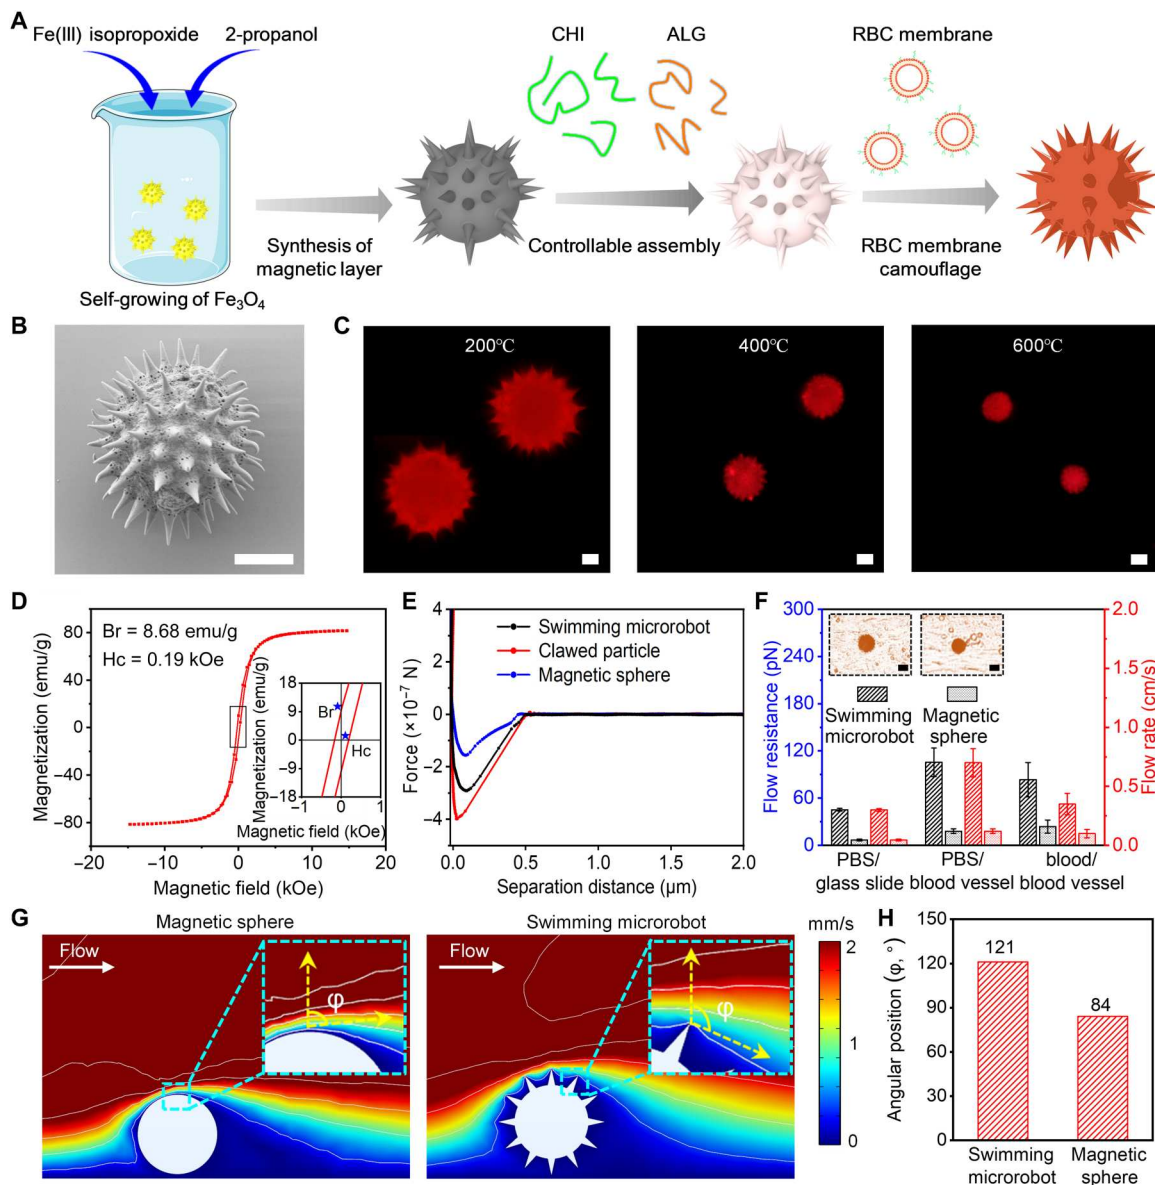 A
Fe(III) isopropoxide
2-propanol
CHI
ALG
RBC membrane
Synthesis of
magnetic layer
Controllable assembly
RBC membrane
camouflage
Self-growing of Fe₃O₄
B
C
200℃
400℃
600℃
D
Magnetization (emu/g)
80
40
0
−40
−80
Br = 8.68 emu/g
Hc = 0.19 kOe
Magnetization (emu/g)
18
9
0
−9
−18
Br
Hc
−1
0
1
Magnetic field (kOe)
−20
−10
0
10
20
Magnetic field (kOe)
E
Force (×10⁻⁷ N)
4
2
0
−2
−4
Swimming microrobot
Clawed particle
Magnetic sphere
0.0
0.5
1.0
1.5
2.0
Separation distance (μm)
F
Flow resistance (pN)
300
240
180
120
60
0
Swimming
microrobot
Magnetic
sphere
2.0
1.5
1.0
0.5
0.0
Flow rate (cm/s)
PBS/
glass slide
PBS/
blood vessel
blood/
blood vessel
G
Magnetic sphere
Flow
φ
Swimming microrobot
Flow
φ
mm/s
2
1
0
H
Angular position (φ, °)
150
120
90
60
30
0
121
84
Swimming
microrobot
Magnetic
sphere